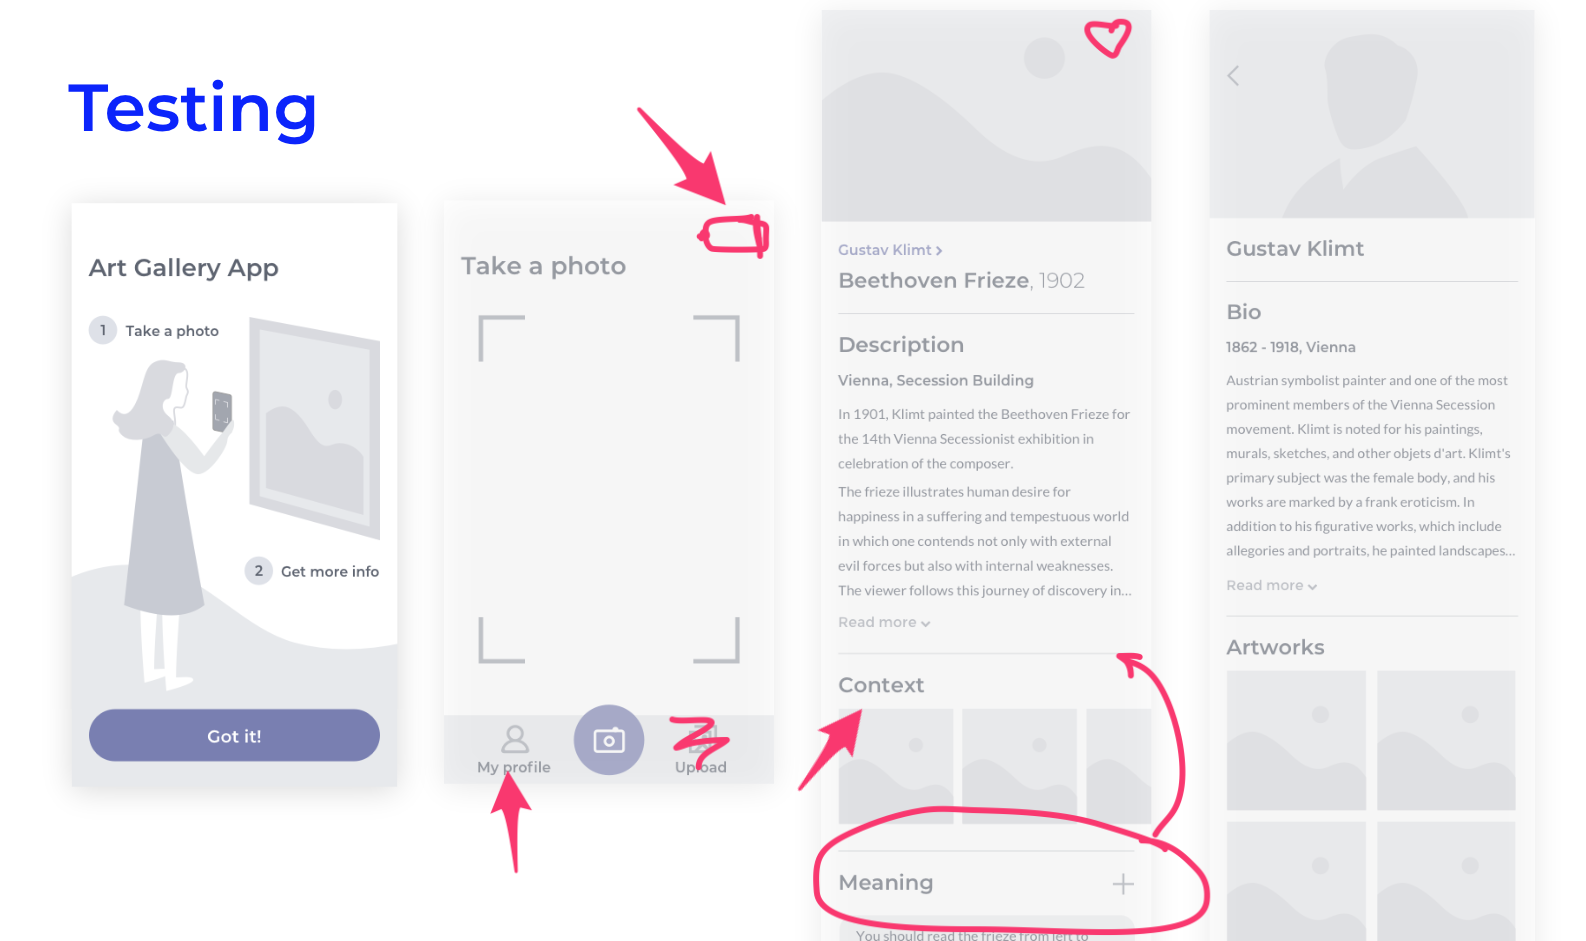 Testing
Art Gallery App
1 Take a photo
2 Get more info
Got it!
Take a photo
My profile
Upload
Gustav Klimt >
Beethoven Frieze, 1902
Description
Vienna, Secession Building
In 1901, Klimt painted the Beethoven Frieze for
the 14th Vienna Secessionist exhibition in
celebration of the composer.
The frieze illustrates human desire for
happiness in a suffering and tempestuous world
in which one contends not only with external
evil forces but also with internal weaknesses.
The viewer follows this journey of discovery in...
Read more
Context
Meaning
You should read the frieze from left to
Gustav Klimt
Bio
1862 - 1918, Vienna
Austrian symbolist painter and one of the most
prominent members of the Vienna Secession
movement. Klimt is noted for his paintings,
murals, sketches, and other objets d'art. Klimt's
primary subject was the female body, and his
works are marked by a frank eroticism. In
addition to his figurative works, which include
allegories and portraits, he painted landscapes...
Read more
Artworks